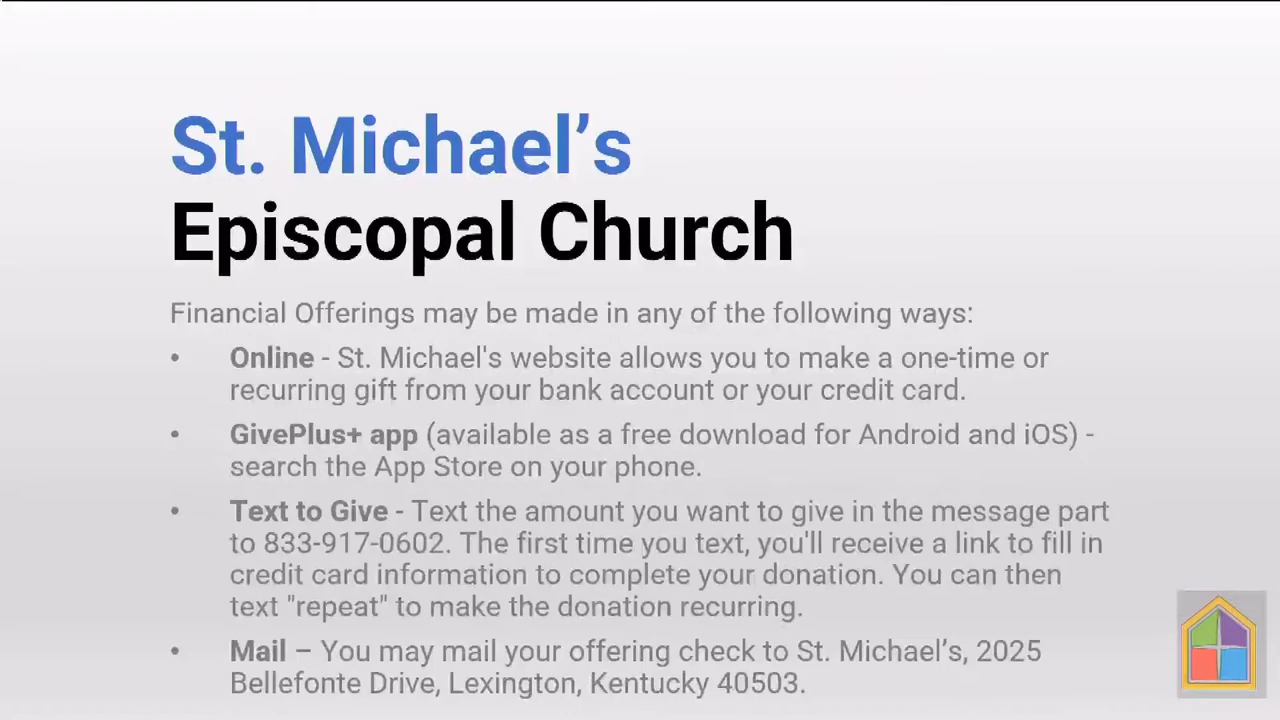 St. Michael’s
Episcopal Church
Financial Offerings may be made in any of the following ways:
• Online - St. Michael's website allows you to make a one-time or
recurring gift from your bank account or your credit card.
• GivePlus+ app (available as a free download for Android and iOS) -
search the App Store on your phone.
• Text to Give - Text the amount you want to give in the message part
to 833-917-0602. The first time you text, you'll receive a link to fill in
credit card information to complete your donation. You can then
text "repeat" to make the donation recurring.
• Mail – You may mail your offering check to St. Michael’s, 2025
Bellefonte Drive, Lexington, Kentucky 40503.